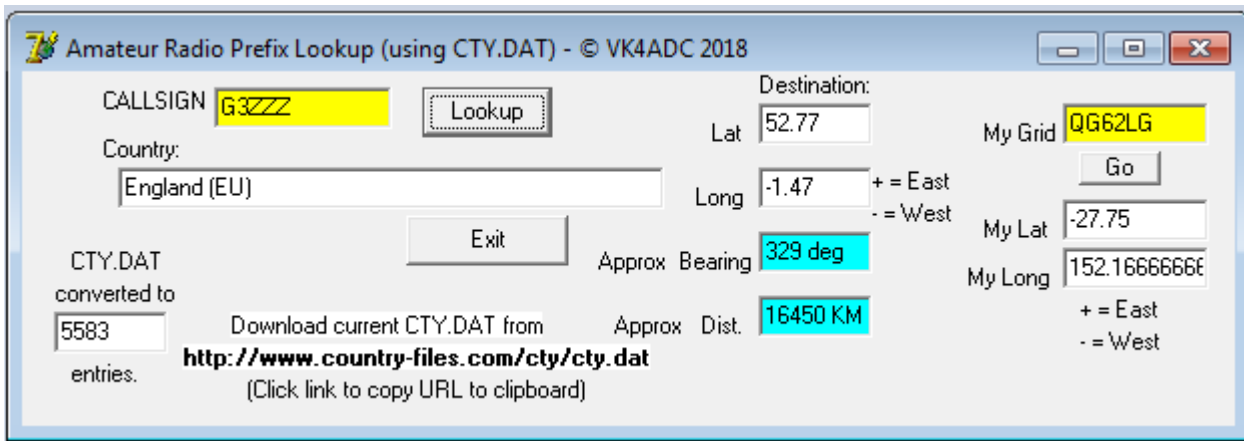 Amateur Radio Prefix Lookup (using CTY.DAT) - © VK4ADC 2018
CALLSIGN G3ZZZ
Lookup
Country:
England (EU)
Exit
CTY.DAT
converted to
5583
entries.
Download current CTY.DAT from
http://www.country-files.com/cty/cty.dat
(Click link to copy URL to clipboard)
Destination:
Lat 52.77
Long -1.47
+ = East
- = West
Approx Bearing 329 deg
Approx Dist. 16450 KM
My Grid QG62LG
Go
My Lat -27.75
My Long 152.16666666
+ = East
- = West